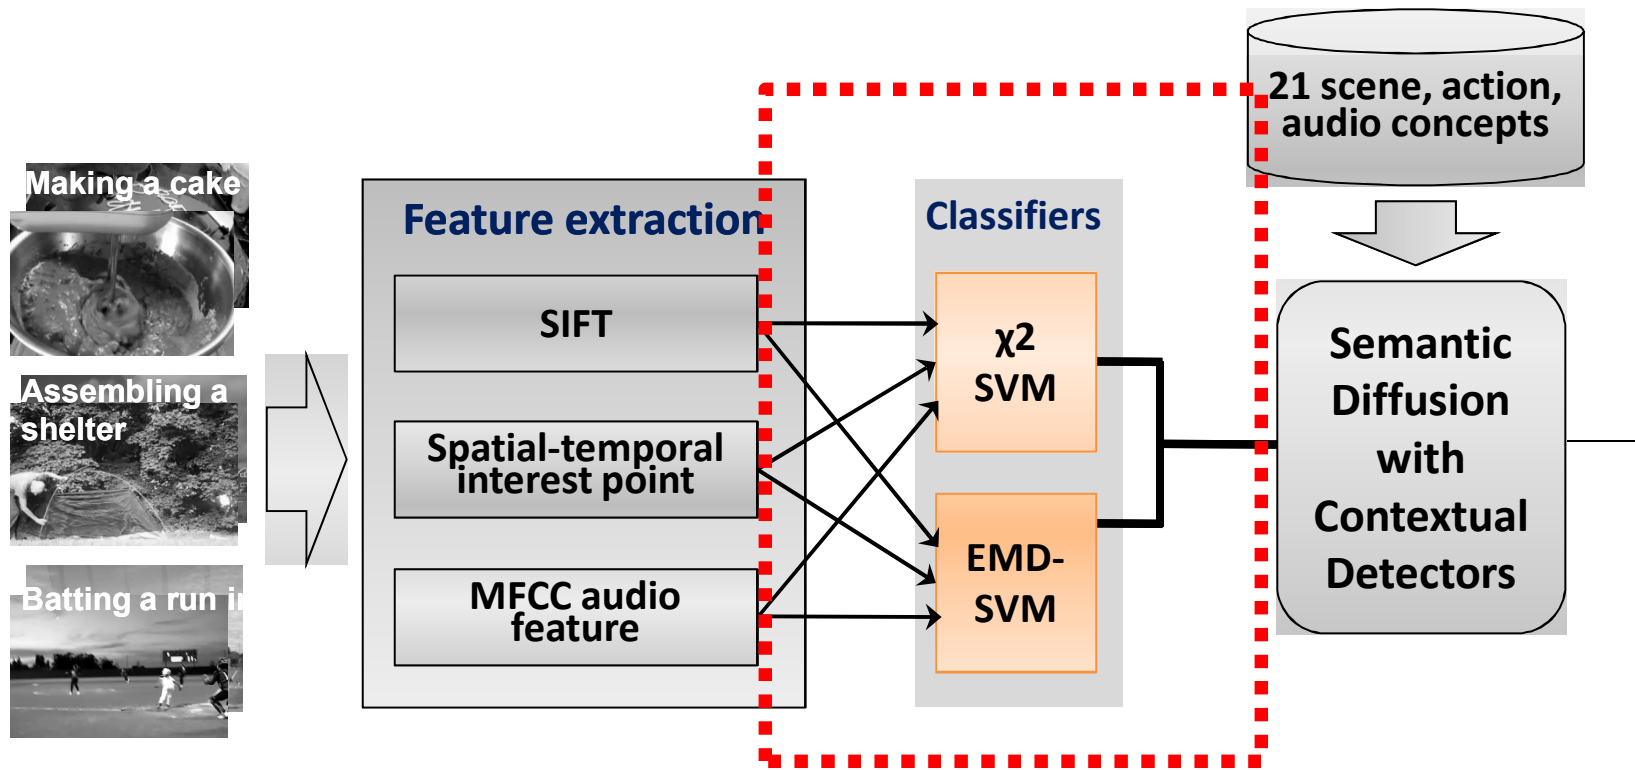 21 scene, action,
audio concepts
Making a cake
Feature extraction
Classifiers
SIFT
χ2
SVM
Semantic
Diffusion
with
Contextual
Detectors
Assembling a
shelter
Spatial-temporal
interest point
EMD-
SVM
MFCC audio
feature
Batting a run in